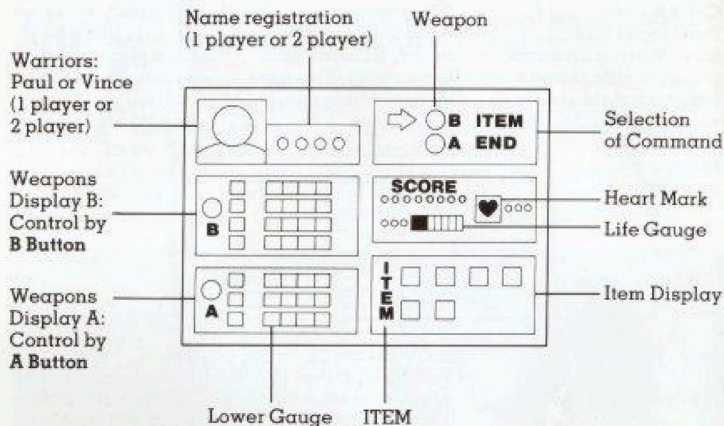 Name registration
(1 player or 2 player)
Weapon
Warriors:
Paul or Vince
(1 player or
2 player)
B ITEM
A END
Selection
of Command
Weapons
Display B:
Control by
B Button
B
SCORE
Heart Mark
Life Gauge
Weapons
Display A:
Control by
A Button
A
ITEM
Item Display
Lower Gauge
ITEM